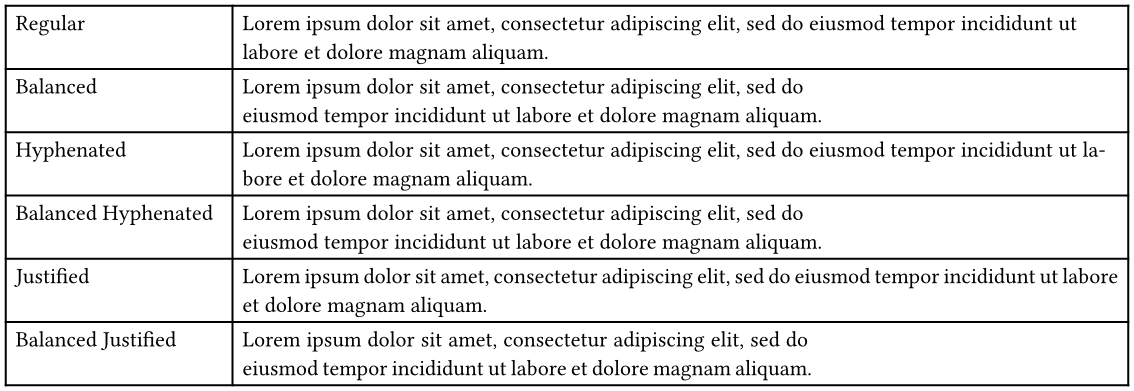 Regular
Lorem ipsum dolor sit amet, consectetur adipiscing elit, sed do eiusmod tempor incididunt ut
labore et dolore magnam aliquam.
Balanced
Lorem ipsum dolor sit amet, consectetur adipiscing elit, sed do
eiusmod tempor incididunt ut labore et dolore magnam aliquam.
Hyphenated
Lorem ipsum dolor sit amet, consectetur adipiscing elit, sed do eiusmod tempor incididunt ut la-
bore et dolore magnam aliquam.
Balanced Hyphenated
Lorem ipsum dolor sit amet, consectetur adipiscing elit, sed do
eiusmod tempor incididunt ut labore et dolore magnam aliquam.
Justified
Lorem ipsum dolor sit amet, consectetur adipiscing elit, sed do eiusmod tempor incididunt ut labore
et dolore magnam aliquam.
Balanced Justified
Lorem ipsum dolor sit amet, consectetur adipiscing elit, sed do
eiusmod tempor incididunt ut labore et dolore magnam aliquam.